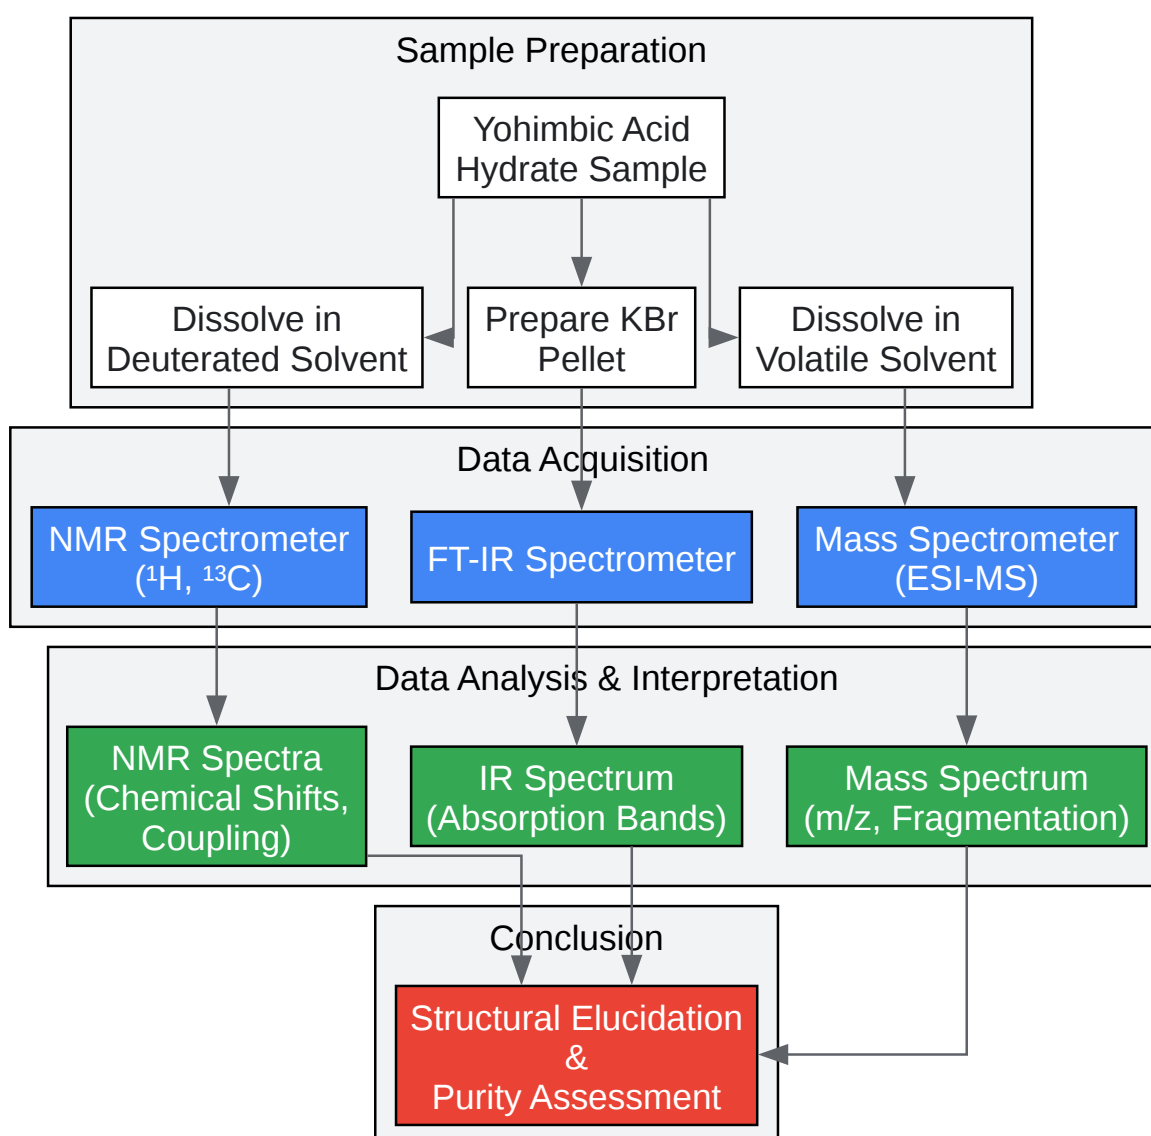 Sample Preparation
Yohimbic Acid
Hydrate Sample
Dissolve in
Deuterated Solvent
Prepare KBr
Pellet
Dissolve in
Volatile Solvent
Data Acquisition
NMR Spectrometer
(¹H, ¹³C)
FT-IR Spectrometer
Mass Spectrometer
(ESI-MS)
Data Analysis & Interpretation
NMR Spectra
(Chemical Shifts,
Coupling)
IR Spectrum
(Absorption Bands)
Mass Spectrum
(m/z, Fragmentation)
Conclusion
Structural Elucidation
&
Purity Assessment